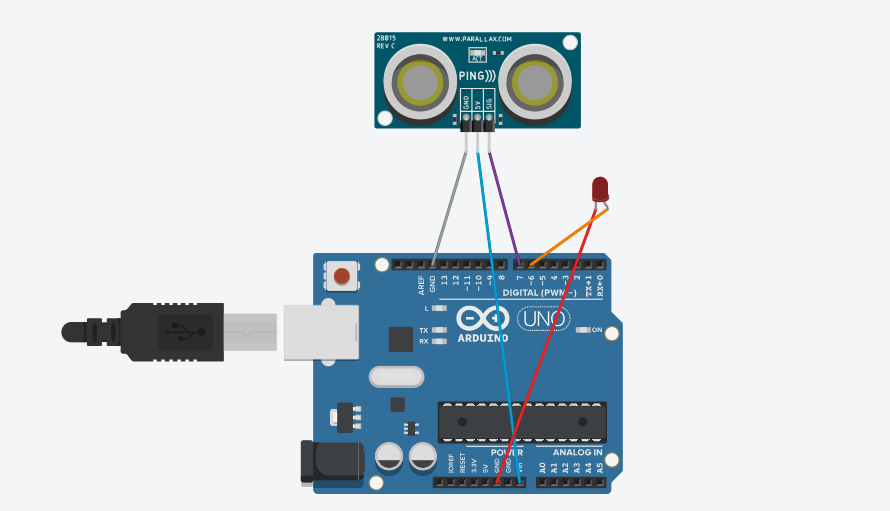 28015
REV C
WWW.PARALLAX.COM
ACT
PING)))
GND
5V
SIG
AREF
GND
13
12
~11
~10
~9
8
7
~6
~5
4
~3
2
TX→1
RX←0
DIGITAL (PWM~)
L
TX
RX
UNO
ARDUINO
ON
POWER
ANALOG IN
IOREF
RESET
3.3V
5V
GND
GND
Vin
A0
A1
A2
A3
A4
A5